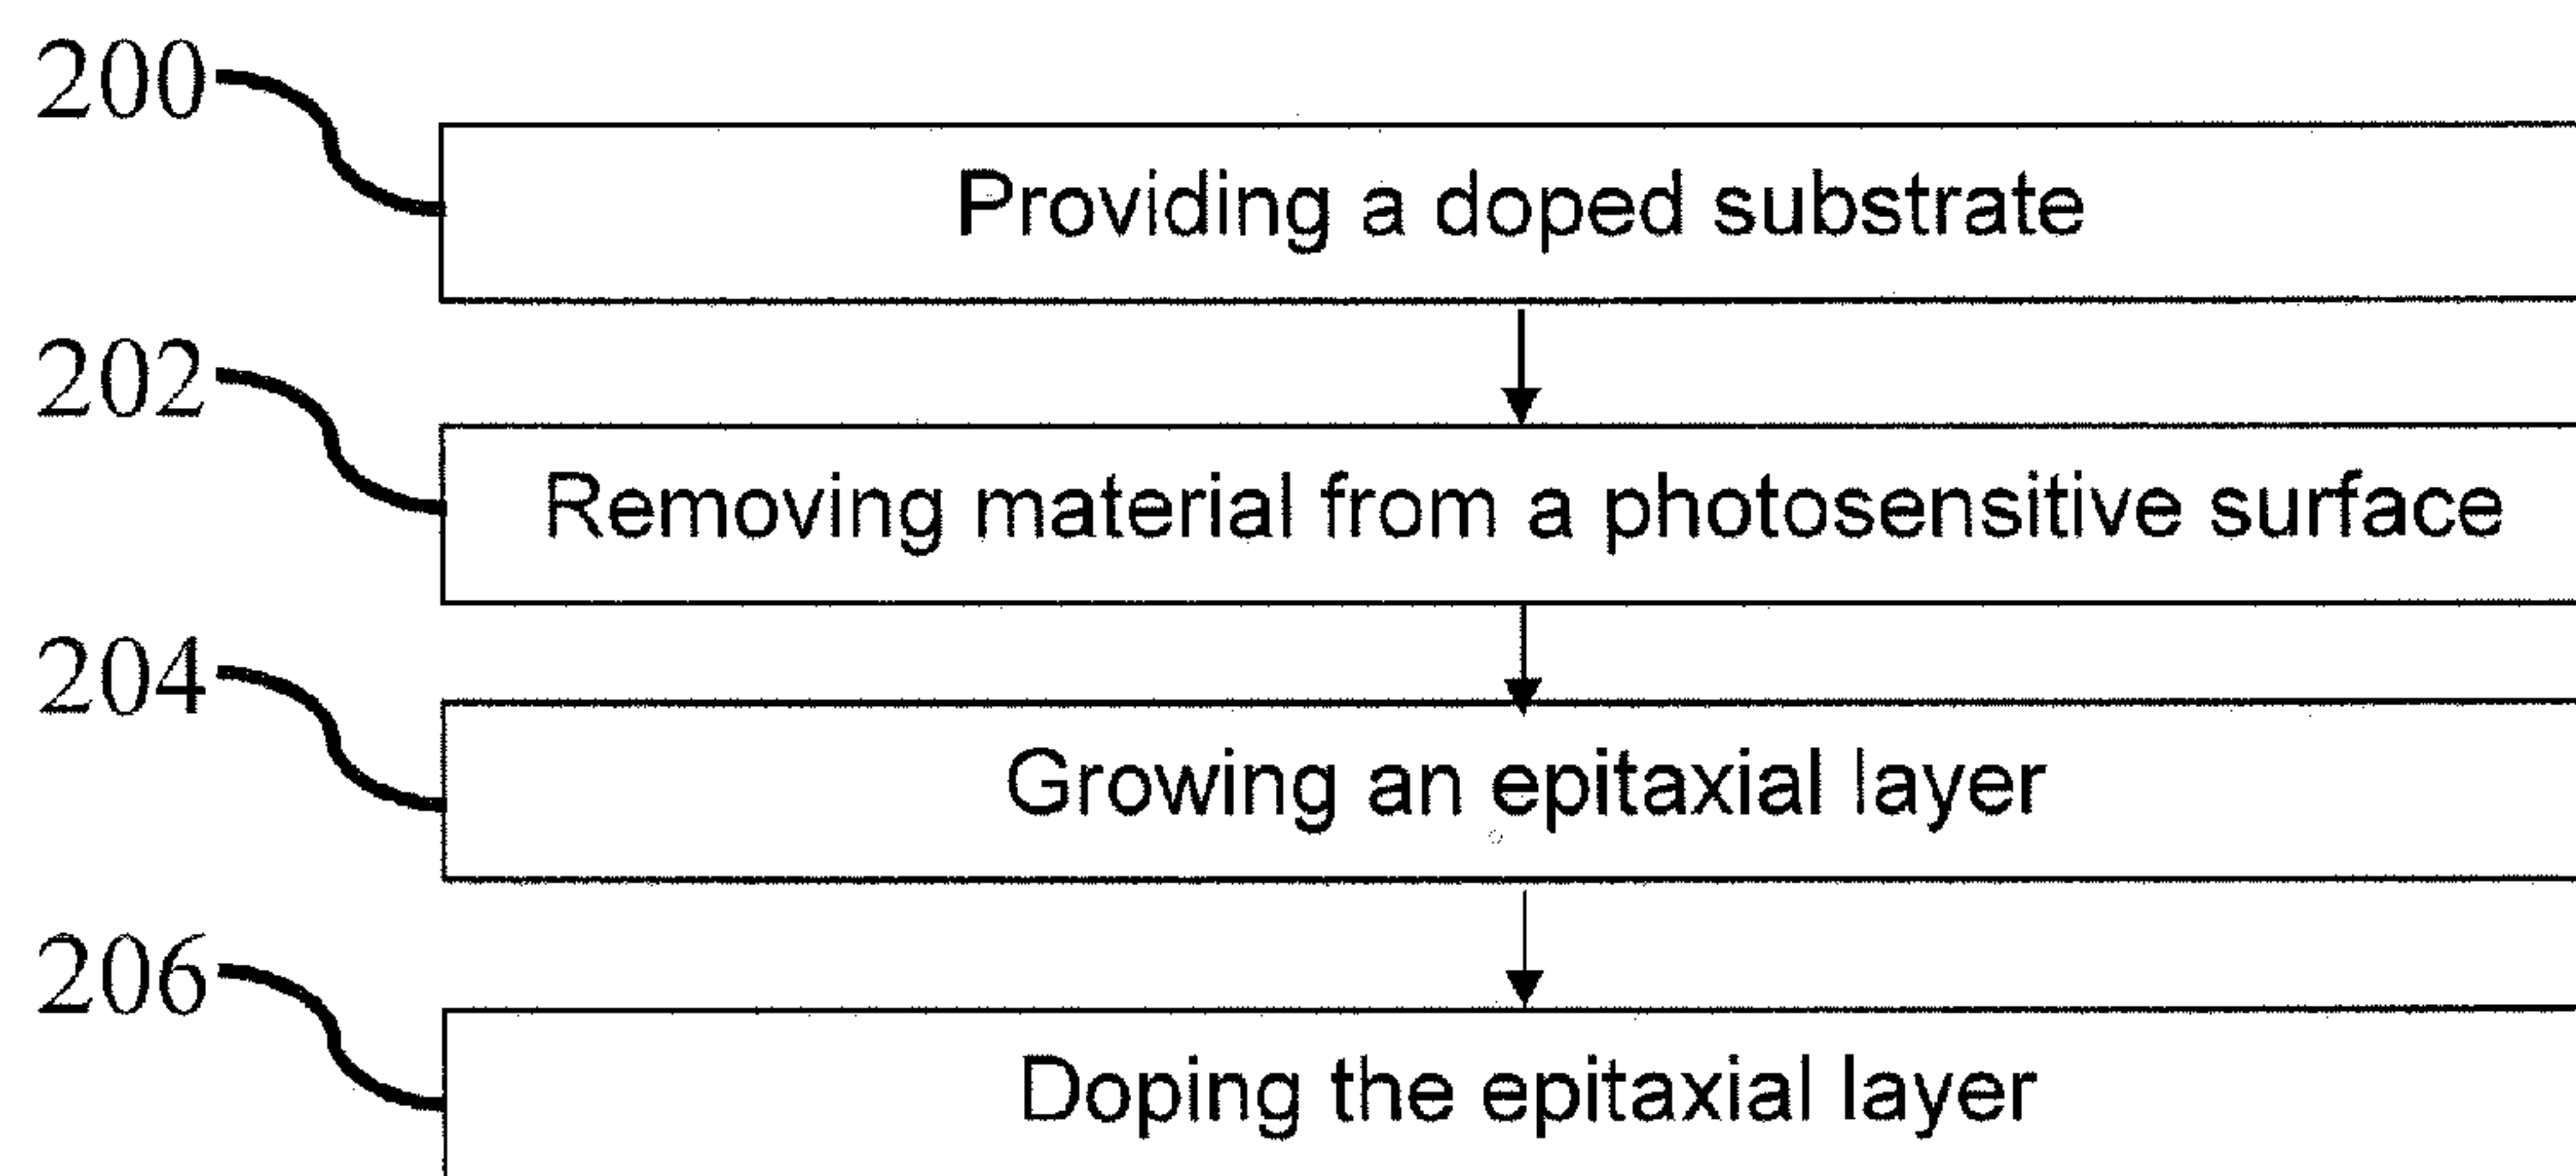 200
Providing a doped substrate
202
Removing material from a photosensitive surface
204
Growing an epitaxial layer
206
Doping the epitaxial layer